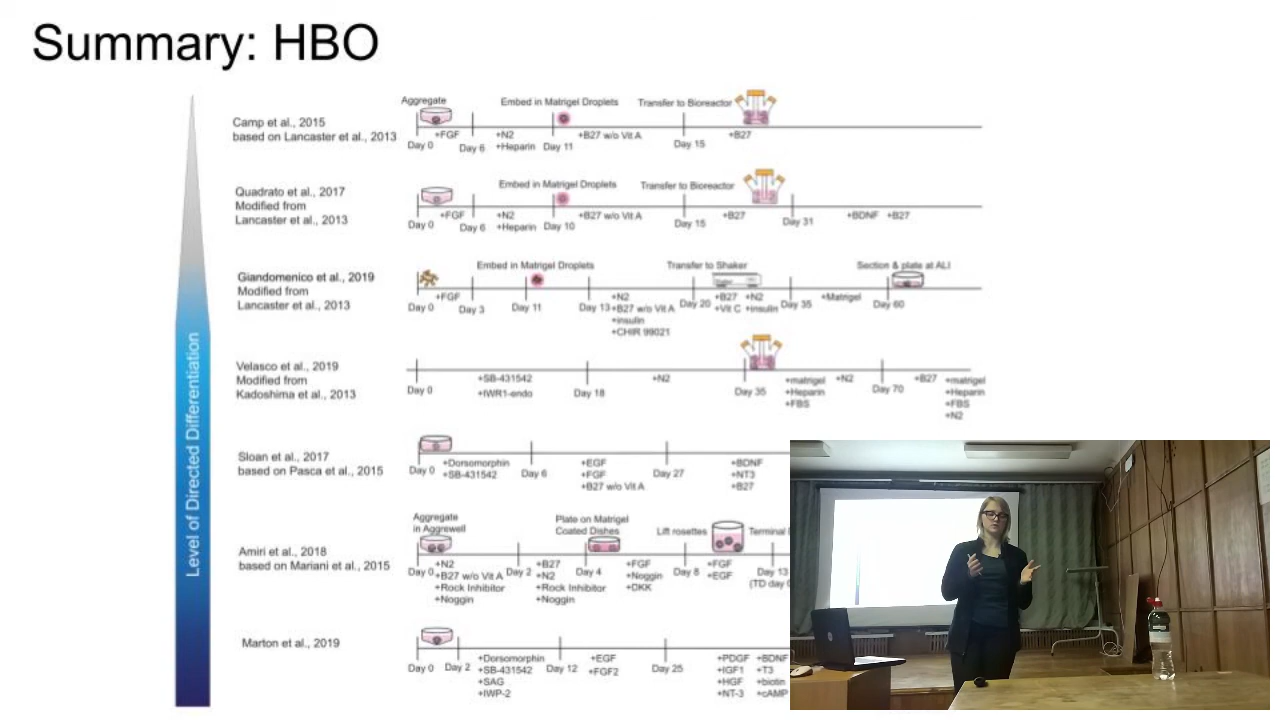 Summary: HBO
Level of Directed Differentiation
Camp et al., 2015
based on Lancaster et al., 2013
Aggregate
Embed in Matrigel Droplets
Transfer to Bioreactor
+FGF
+N2
+Heparin
+B27 w/o Vit A
+B27
Day 0
Day 6
Day 11
Day 15
Quadrato et al., 2017
Modified from
Lancaster et al., 2013
Embed in Matrigel Droplets
Transfer to Bioreactor
+FGF
+N2
+Heparin
+B27 w/o Vit A
+B27
+BDNF +B27
Day 0
Day 6
Day 10
Day 15
Day 31
Giandomenico et al., 2019
Modified from
Lancaster et al., 2013
Embed in Matrigel Droplets
Transfer to Shaker
Section & plate at ALI
+FGF
Day 0
Day 3
Day 11
Day 13
+N2
+B27 w/o Vit A
+insulin
+CHIR 99021
Day 20
+B27 +N2
+Vit C +insulin
Day 35
+Matrigel
Day 60
Velasco et al., 2019
Modified from
Kadoshima et al., 2013
Day 0
+SB-431542
+IWR1-endo
Day 18
+N2
Day 35
+matrigel
+Heparin
+FBS
+N2
Day 70
+B27
+matrigel
+Heparin
+FBS
+N2
Sloan et al., 2017
based on Pasca et al., 2015
Day 0
+Dorsomorphin
+SB-431542
Day 6
+EGF
+FGF
+B27 w/o Vit A
Day 27
+BDNF
+NT3
+B27
Amiri et al., 2018
based on Mariani et al., 2015
Aggregate
in Aggrewell
Plate on Matrigel
Coated Dishes
Lift rosettes
Terminal
Day 0
+N2
+B27 w/o Vit A
+Rock Inhibitor
+Noggin
Day 2
+B27
+N2
+Rock Inhibitor
+Noggin
Day 4
+FGF
+Noggin
+DKK
Day 8
+FGF
+EGF
Day 13
(TD day
Marton et al., 2019
Day 0
Day 2
+Dorsomorphin
+SB-431542
+SAG
+IWP-2
Day 12
+EGF
+FGF2
Day 25
+PDGF +BDNF
+IGF1 +T3
+HGF +biotin
+NT-3 +cAMP